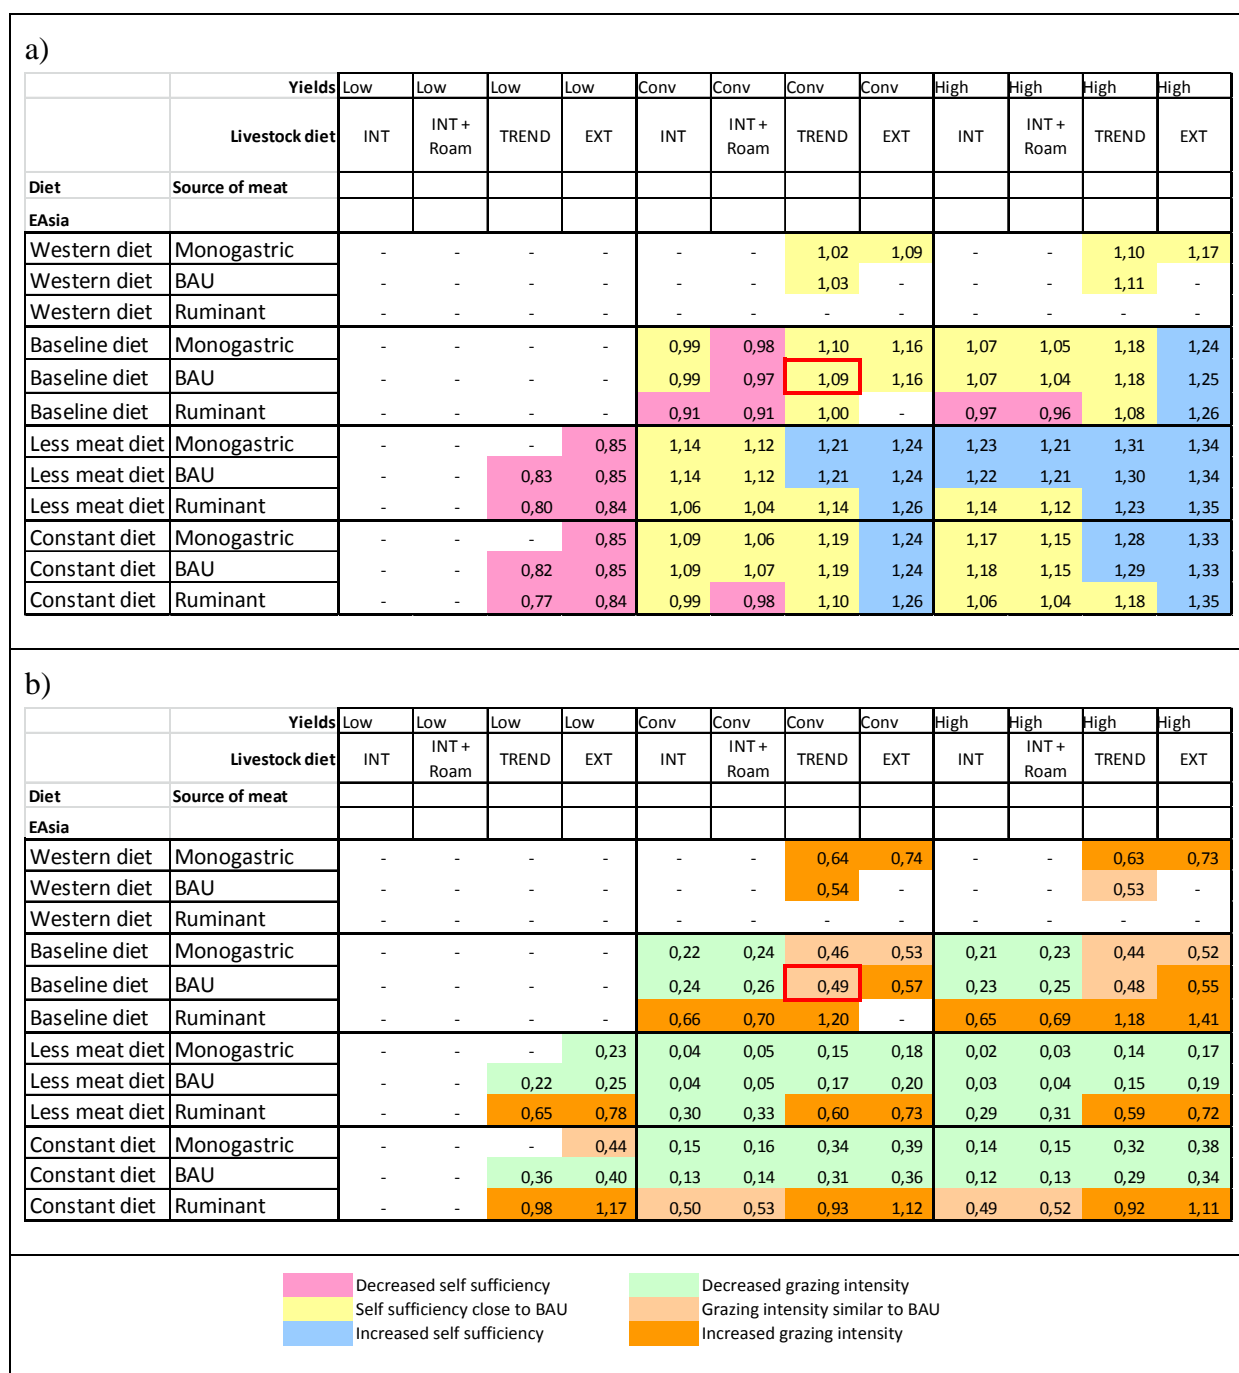 a)
Yields Low Low Low Low Conv Conv Conv Conv High High High High
Livestock diet INT INT + Roam TREND EXT INT INT + Roam TREND EXT INT INT + Roam TREND EXT
Diet Source of meat
EAsia
Western diet Monogastric - - - - - - 1,02 1,09 - - 1,10 1,17
Western diet BAU - - - - - - 1,03 - - - 1,11 -
Western diet Ruminant - - - - - - - - - - - -
Baseline diet Monogastric - - - - 0,99 0,98 1,10 1,16 1,07 1,05 1,18 1,24
Baseline diet BAU - - - - 0,99 0,97 1,09 1,16 1,07 1,04 1,18 1,25
Baseline diet Ruminant - - - - 0,91 0,91 1,00 - 0,97 0,96 1,08 1,26
Less meat diet Monogastric - - - 0,85 1,14 1,12 1,21 1,24 1,23 1,21 1,31 1,34
Less meat diet BAU - - 0,83 0,85 1,14 1,12 1,21 1,24 1,22 1,21 1,30 1,34
Less meat diet Ruminant - - 0,80 0,84 1,06 1,04 1,14 1,26 1,14 1,12 1,23 1,35
Constant diet Monogastric - - - 0,85 1,09 1,06 1,19 1,24 1,17 1,15 1,28 1,33
Constant diet BAU - - 0,82 0,85 1,09 1,07 1,19 1,24 1,18 1,15 1,29 1,33
Constant diet Ruminant - - 0,77 0,84 0,99 0,98 1,10 1,26 1,06 1,04 1,18 1,35
b)
Yields Low Low Low Low Conv Conv Conv Conv High High High High
Livestock diet INT INT + Roam TREND EXT INT INT + Roam TREND EXT INT INT + Roam TREND EXT
Diet Source of meat
EAsia
Western diet Monogastric - - - - - - 0,64 0,74 - - 0,63 0,73
Western diet BAU - - - - - - 0,54 - - - 0,53 -
Western diet Ruminant - - - - - - - - - - - -
Baseline diet Monogastric - - - - 0,22 0,24 0,46 0,53 0,21 0,23 0,44 0,52
Baseline diet BAU - - - - 0,24 0,26 0,49 0,57 0,23 0,25 0,48 0,55
Baseline diet Ruminant - - - - 0,66 0,70 1,20 - 0,65 0,69 1,18 1,41
Less meat diet Monogastric - - - 0,23 0,04 0,05 0,15 0,18 0,02 0,03 0,14 0,17
Less meat diet BAU - - 0,22 0,25 0,04 0,05 0,17 0,20 0,03 0,04 0,15 0,19
Less meat diet Ruminant - - 0,65 0,78 0,30 0,33 0,60 0,73 0,29 0,31 0,59 0,72
Constant diet Monogastric - - - 0,44 0,15 0,16 0,34 0,39 0,14 0,15 0,32 0,38
Constant diet BAU - - 0,36 0,40 0,13 0,14 0,31 0,36 0,12 0,13 0,29 0,34
Constant diet Ruminant - - 0,98 1,17 0,50 0,53 0,93 1,12 0,49 0,52 0,92 1,11
Decreased self sufficiency Decreased grazing intensity
Self sufficiency close to BAU Grazing intensity similar to BAU
Increased self sufficiency Increased grazing intensity